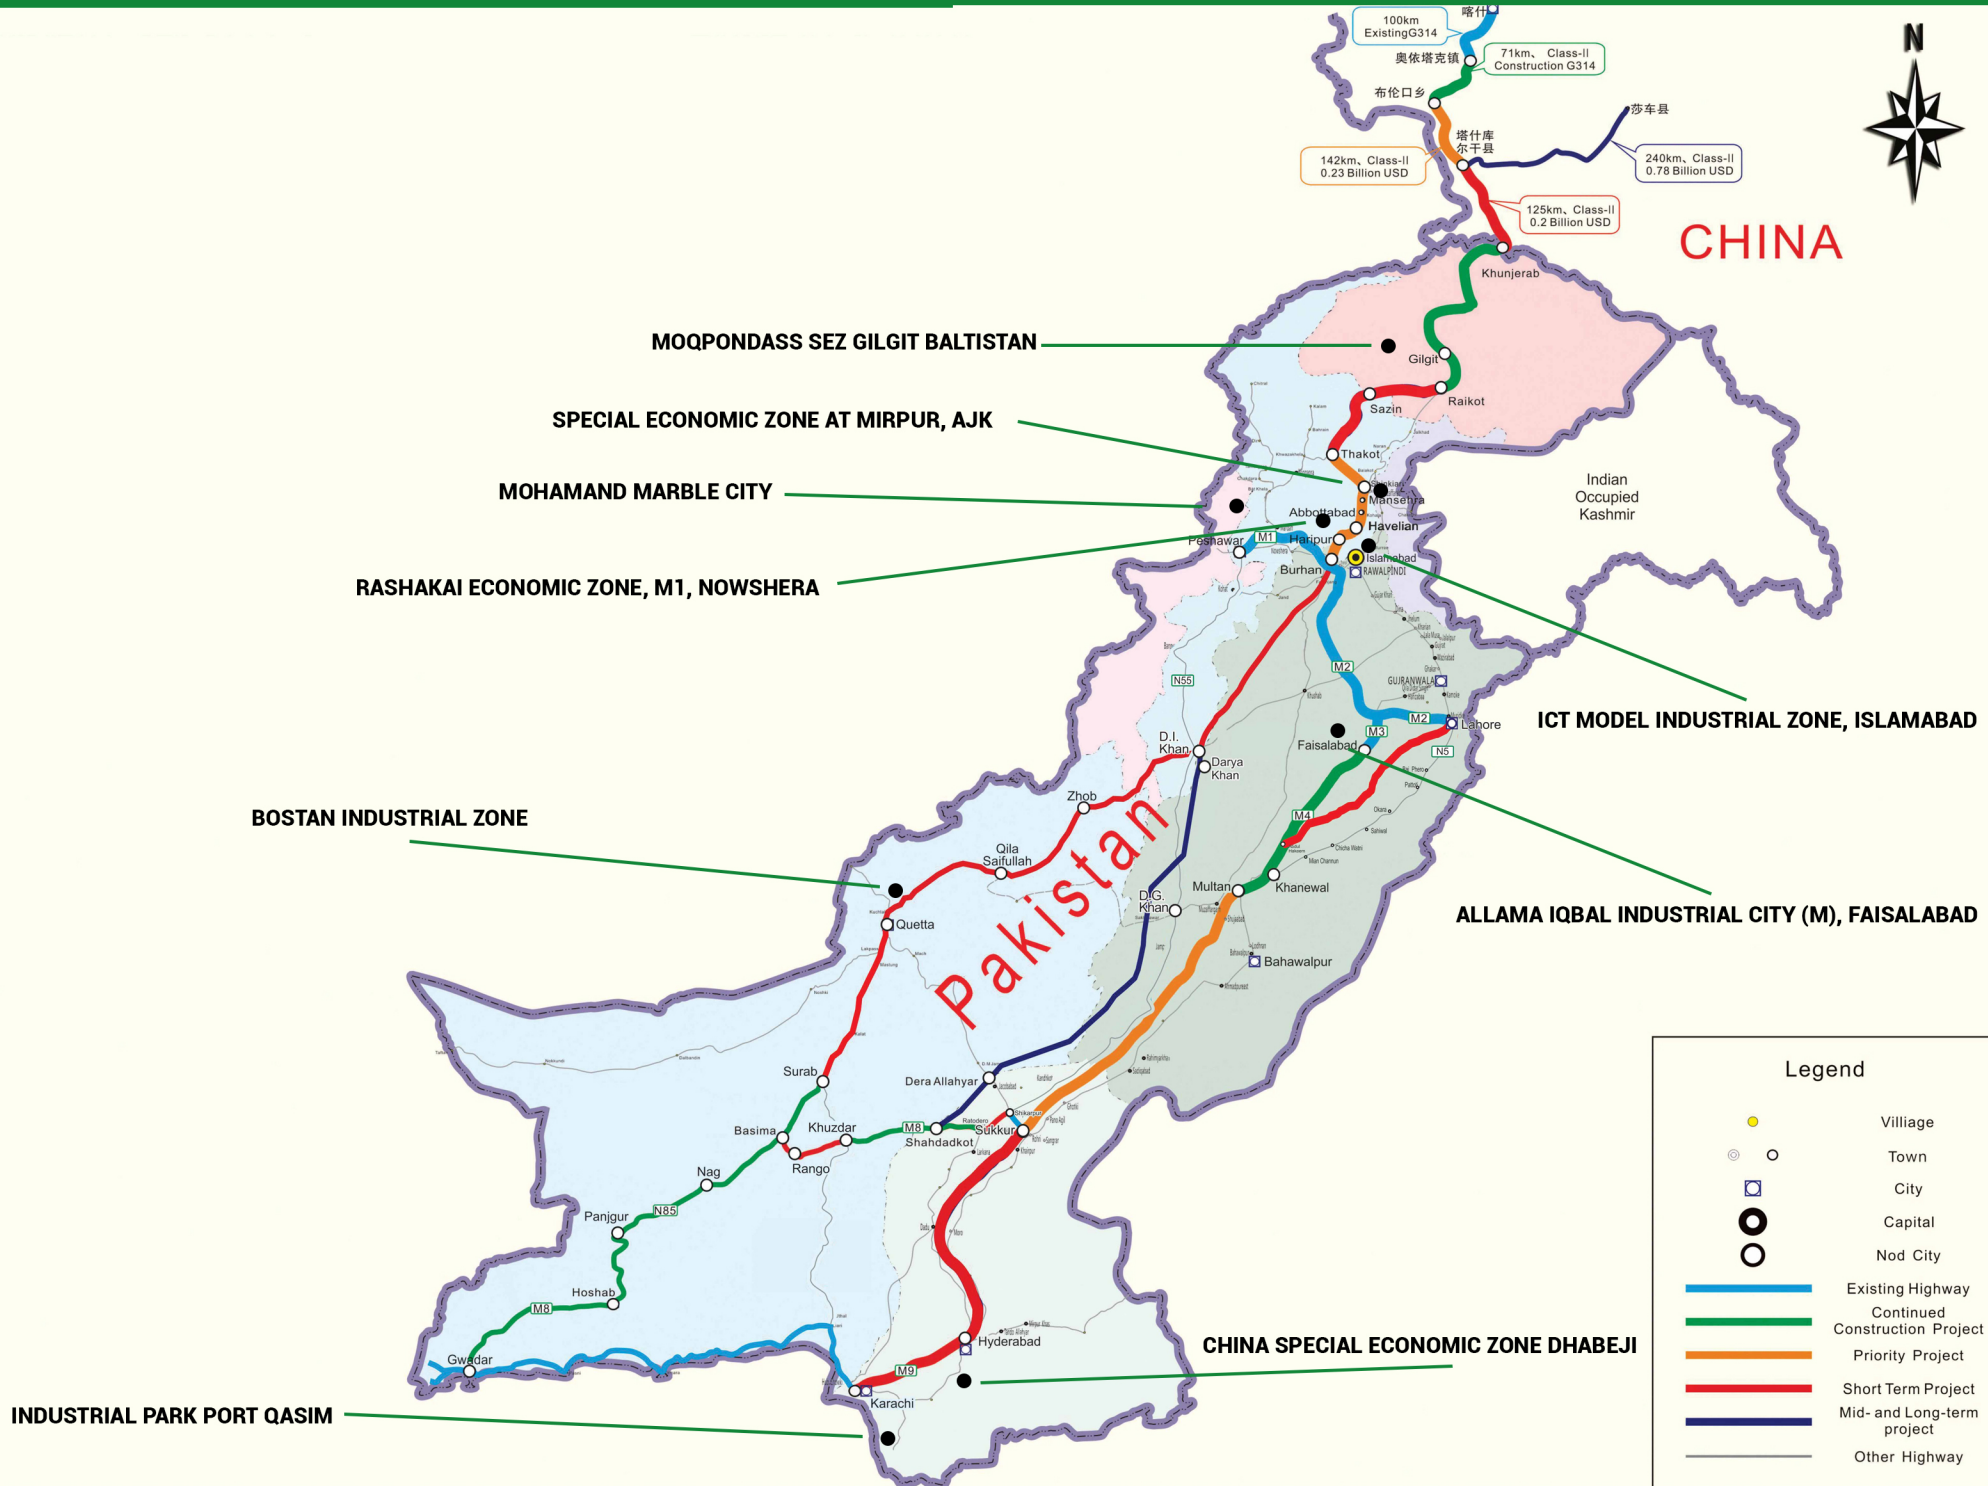 喀什
100km
ExistingG314
奥依塔克镇
71km、 Class-II
Construction G314
布伦口乡
莎车县
塔什库
尔干县
142km、Class-II
0.23 Billion USD
240km、Class-II
0.78 Billion USD
125km、Class-II
0.2 Billion USD
N
CHINA
Khunjerab
MOQPONDASS SEZ GILGIT BALTISTAN
Gilgit
Raikot
Sazin
SPECIAL ECONOMIC ZONE AT MIRPUR, AJK
Thakot
MOHAMAND MARBLE CITY
Mansehra
Abbottabad
Havelian
Indian
Occupied
Kashmir
Peshawar
M1
Haripur
Islamabad
Burhan
RAWALPINDI
RASHAKAI ECONOMIC ZONE, M1, NOWSHERA
M2
N55
GUJRANWALA
M2
Lahore
ICT MODEL INDUSTRIAL ZONE, ISLAMABAD
M3
Faisalabad
N5
D.I.
Khan
Darya
Khan
Zhob
M4
BOSTAN INDUSTRIAL ZONE
Qila
Saifullah
Pakistan
Okara
Sahiwal
Chicha Watni
Mian Channun
Multan
Khanewal
D.G.
Khan
ALLAMA IQBAL INDUSTRIAL CITY (M), FAISALABAD
Quetta
Bahawalpur
Surab
Dera Allahyar
Shikarpur
Ratodero
Basima
Khuzdar
M8
Shahdadkot
Sukkur
Rango
Nag
N85
Panjgur
Hoshab
M8
Gwadar
Hyderabad
M9
Karachi
CHINA SPECIAL ECONOMIC ZONE DHABEJI
INDUSTRIAL PARK PORT QASIM
Legend
Villiage
Town
City
Capital
Nod City
Existing Highway
Continued
Construction Project
Priority Project
Short Term Project
Mid- and Long-term
project
Other Highway